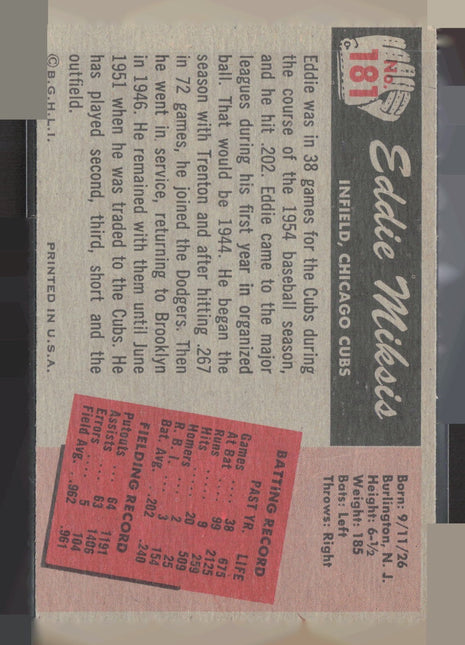 No.
181
Eddie Miksis
INFIELD, CHICAGO CUBS
Born: 9/11/26
Burlington, N. J.
Height: 6-½
Weight: 185
Bats: Left
Throws: Right
Eddie was in 38 games for the Cubs during
the course of the 1954 baseball season,
and he hit .202. Eddie came to the major
leagues during his first year in organized
ball. That would be 1944. He began the
season with Trenton and after hitting .267
in 72 games, he joined the Dodgers. Then
he went in service, returning to Brooklyn
in 1946. He remained with them until June
1951 when he was traded to the Cubs. He
has played second, third, short and the
outfield.
BATTING RECORD
PAST YR. LIFE
Games 38 675
At Bat 99 2125
Runs 9 259
Hits 20 509
Homers 2 25
R. B. I. 3 154
Bat. Avg. .202 .240
FIELDING RECORD
Putouts 64 1191
Assists 63 1406
Errors 5 104
Field Avg. .962 .961
© B.G.H.L.I. PRINTED IN U.S.A.